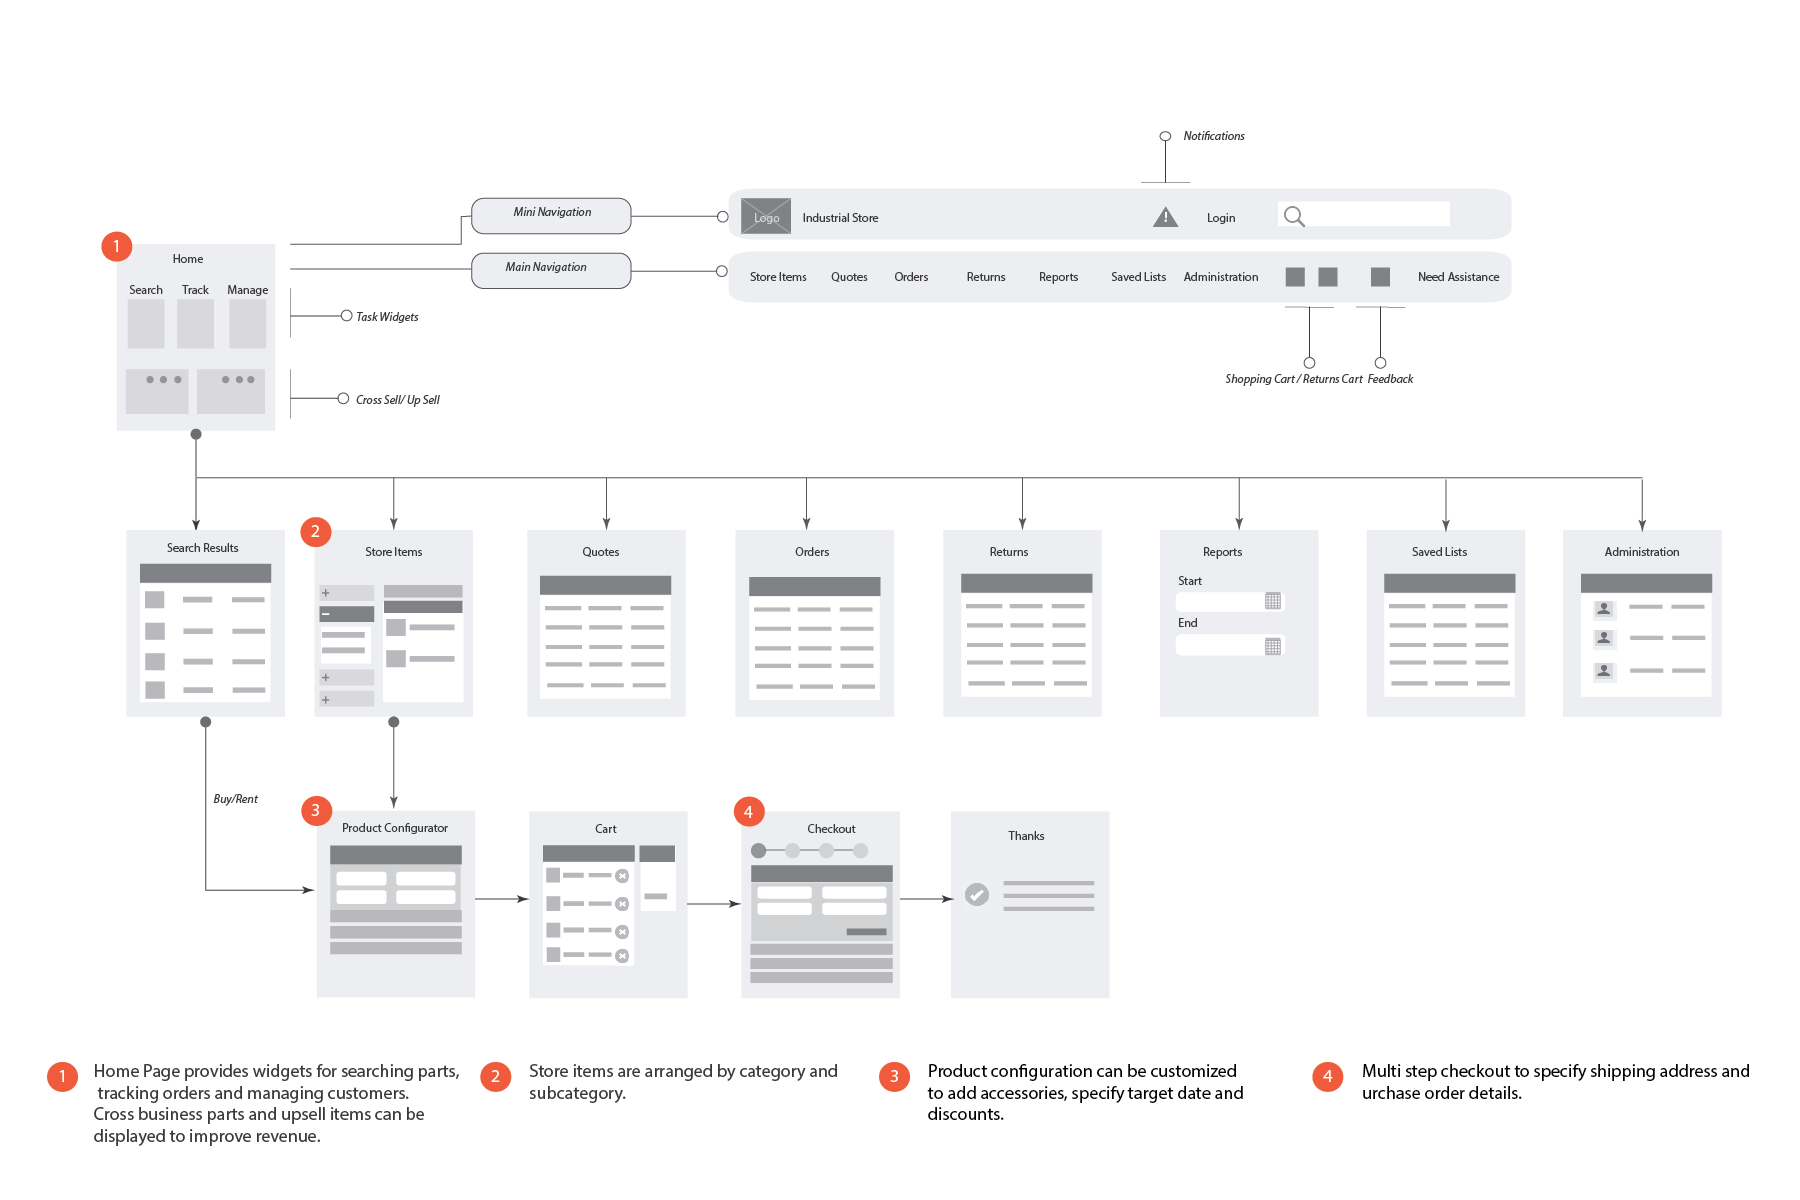 Notifications
Mini Navigation
Logo
Industrial Store
!
Login
1
Home
Main Navigation
Store Items Quotes Orders Returns Reports Saved Lists Administration Need Assistance
Search Track Manage
Task Widgets
Shopping Cart / Returns Cart Feedback
Cross Sell/ Up Sell
2
Search Results
Store Items
Quotes
Orders
Returns
Reports
Saved Lists
Administration
Start
End
Buy/Rent
3
Product Configurator
Cart
4
Checkout
Thanks
1
Home Page provides widgets for searching parts,
tracking orders and managing customers.
Cross business parts and upsell items can be
displayed to improve revenue.
2
Store items are arranged by category and
subcategory.
3
Product configuration can be customized
to add accessories, specify target date and
discounts.
4
Multi step checkout to specify shipping address and
urchase order details.